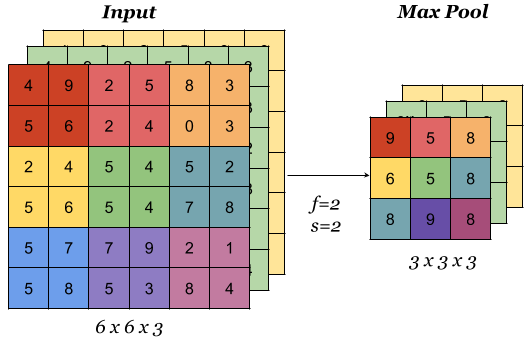 Input
Max Pool
4 9 2 5 8 3
5 6 2 4 0 3
2 4 5 4 5 2
5 6 5 4 7 8
5 7 7 9 2 1
5 8 5 3 8 4
f=2
s=2
9 5 8
6 5 8
8 9 8
6 x 6 x 3
3 x 3 x 3